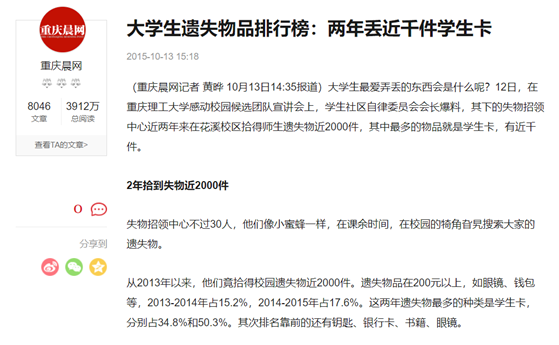 重庆晨网
重庆晨网
8046
3912万
文章
总阅读
查看TA的文章>
0
分享到
大学生遗失物品排行榜：两年丢近千件学生卡
2015-10-13 15:18
（重庆晨网记者 黄晔 10月13日14:35报道）大学生最爱弄丢的东西会是什么呢？12日，在
重庆理工大学感动校园候选团队宣讲会上，学生社区自律委员会会长爆料，其下的失物招领
中心近两年来在花溪校区拾得师生遗失物近2000件，其中最多的物品就是学生卡，有近千
件。
2年拾到失物近2000件
失物招领中心不过30人，他们像小蜜蜂一样，在课余时间，在校园的犄角旮旯搜索大家的
遗失物。
从2013年以来，他们竟拾得校园遗失物近2000件。遗失物品在200元以上，如眼镜、钱包
等，2013-2014年占15.2%，2014-2015年占17.6%。这两年遗失物最多的种类是学生卡，
分别占34.8%和50.3%。其次排名靠前的还有钥匙、银行卡、书籍、眼镜。